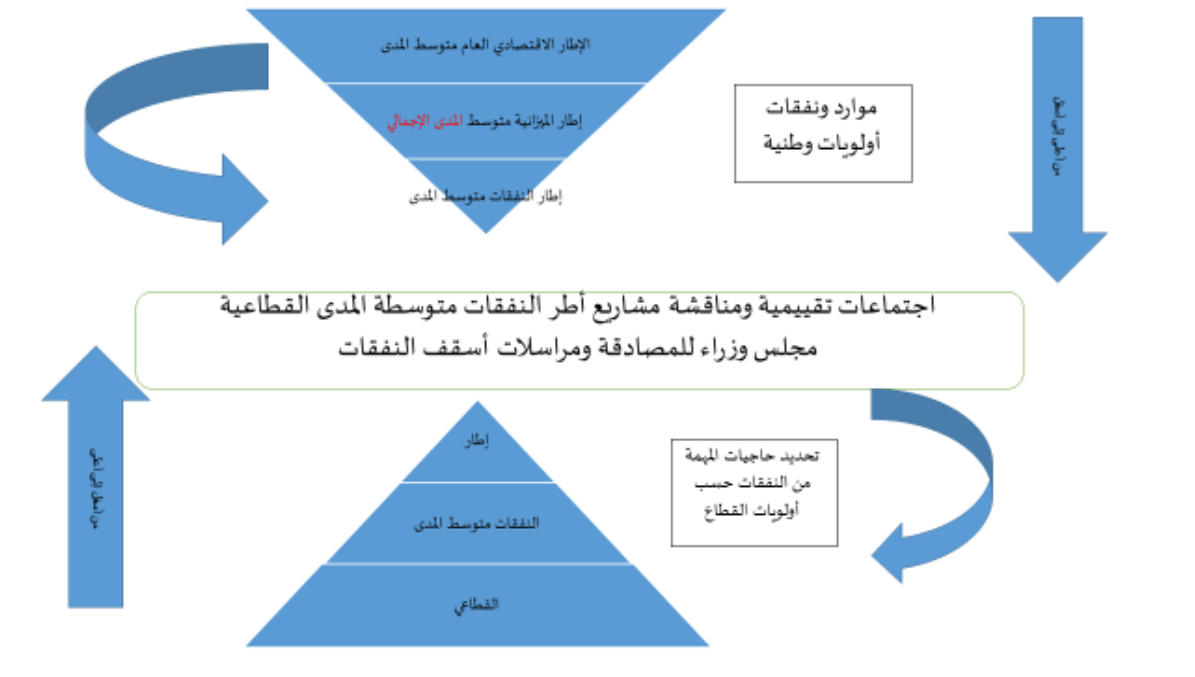 الإطار الاقتصادي العام متوسط المدى
إطار الميزانية متوسط المدى الإجمالي
إطار النفقات متوسط المدى
موارد ونفقات
أولويات وطنية
من أعلى إلى أسفل
اجتماعات تقييمية ومناقشة مشاريع أطر النفقات متوسطة المدى القطاعية
مجلس وزراء للمصادقة ومراسلات أسقف النفقات
من أسفل إلى أعلى
إطار
النفقات متوسط المدى
القطاعي
تحديد حاجيات المهمة
من النفقات حسب
أولويات القطاع